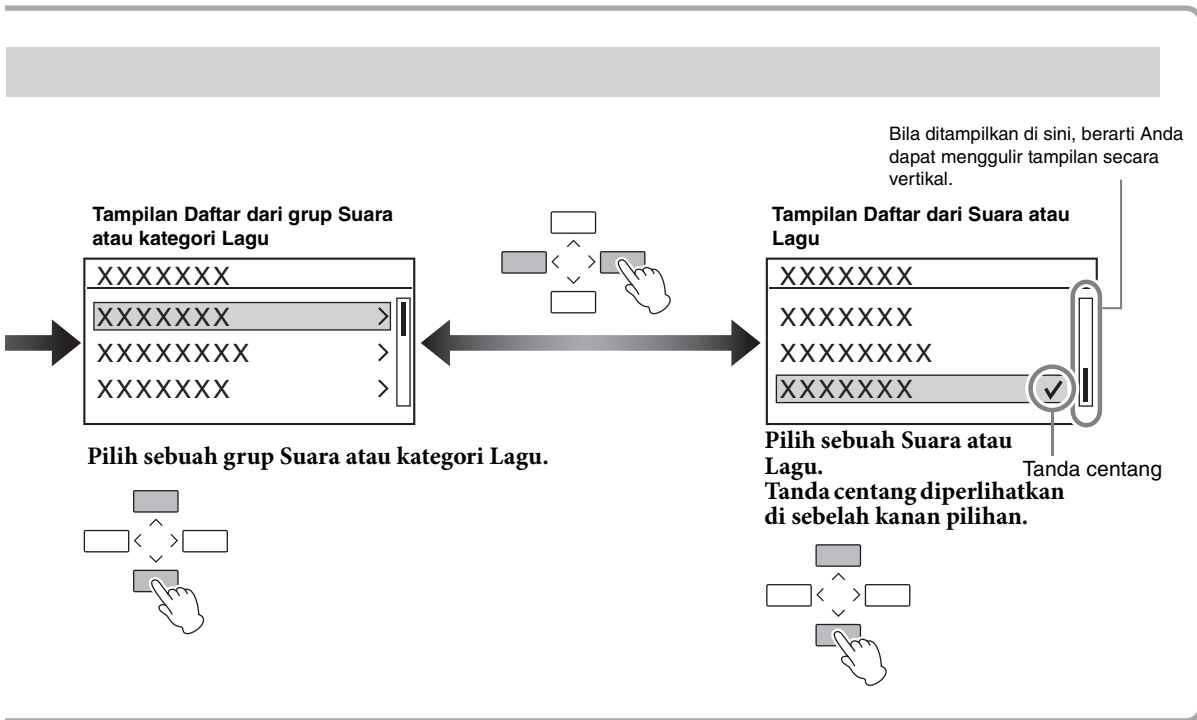 Bila ditampilkan di sini, berarti Anda
dapat menggulir tampilan secara
vertikal.
Tampilan Daftar dari grup Suara
atau kategori Lagu
XXXXXXX
XXXXXXX
XXXXXXXX
XXXXXXX
Pilih sebuah grup Suara atau kategori Lagu.
Tampilan Daftar dari Suara atau
Lagu
XXXXXXX
XXXXXXX
XXXXXXXX
XXXXXXX
Pilih sebuah Suara atau
Lagu.
Tanda centang diperlihatkan
di sebelah kanan pilihan.
Tanda centang